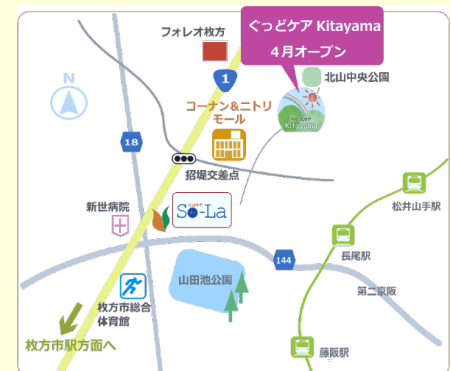 フォレオ枚方
ぐっどケア Kitayama
4月オープン
N
1
北山中央公園
コーナン&ニトリ
モール
Kitayama
18
招堤交差点
松井山手駅
新世病院
So-La
長尾駅
144
山田池公園
第二京阪
枚方市総合
体育館
枚方市駅方面へ
藤阪駅